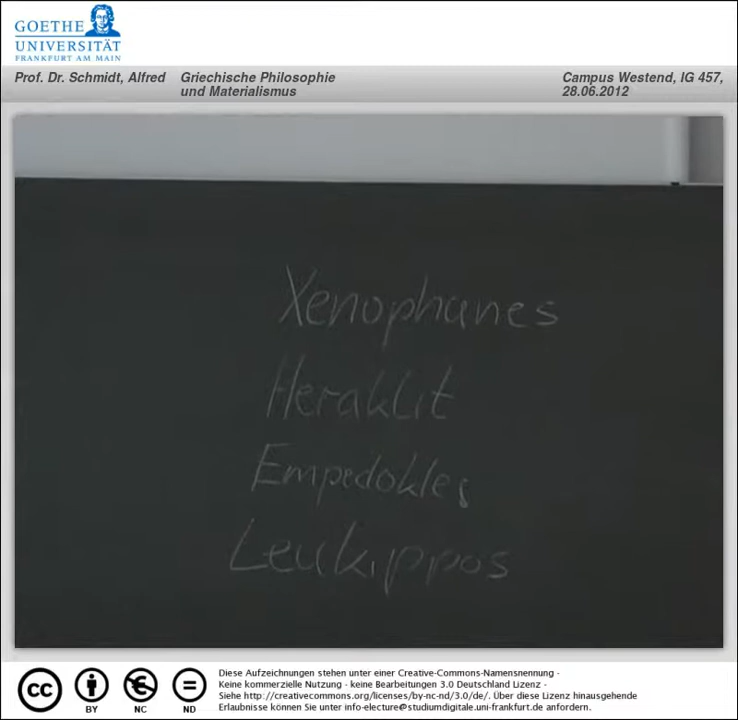 GOETHE
UNIVERSITÄT
FRANKFURT AM MAIN
Prof. Dr. Schmidt, Alfred
Griechische Philosophie
und Materialismus
Campus Westend, IG 457,
28.06.2012
Xenophanes
Heraklit
Empedokles
Leukippos
cc
BY
NC
ND
Diese Aufzeichnungen stehen unter einer Creative-Commons-Namensnennung -
Keine kommerzielle Nutzung - keine Bearbeitungen 3.0 Deutschland Lizenz -
Siehe http://creativecommons.org/licenses/by-nc-nd/3.0/de/. Über diese Lizenz hinausgehende
Erlaubnisse können Sie unter info-electure@studiumdigitale.uni-frankfurt.de anfordern.